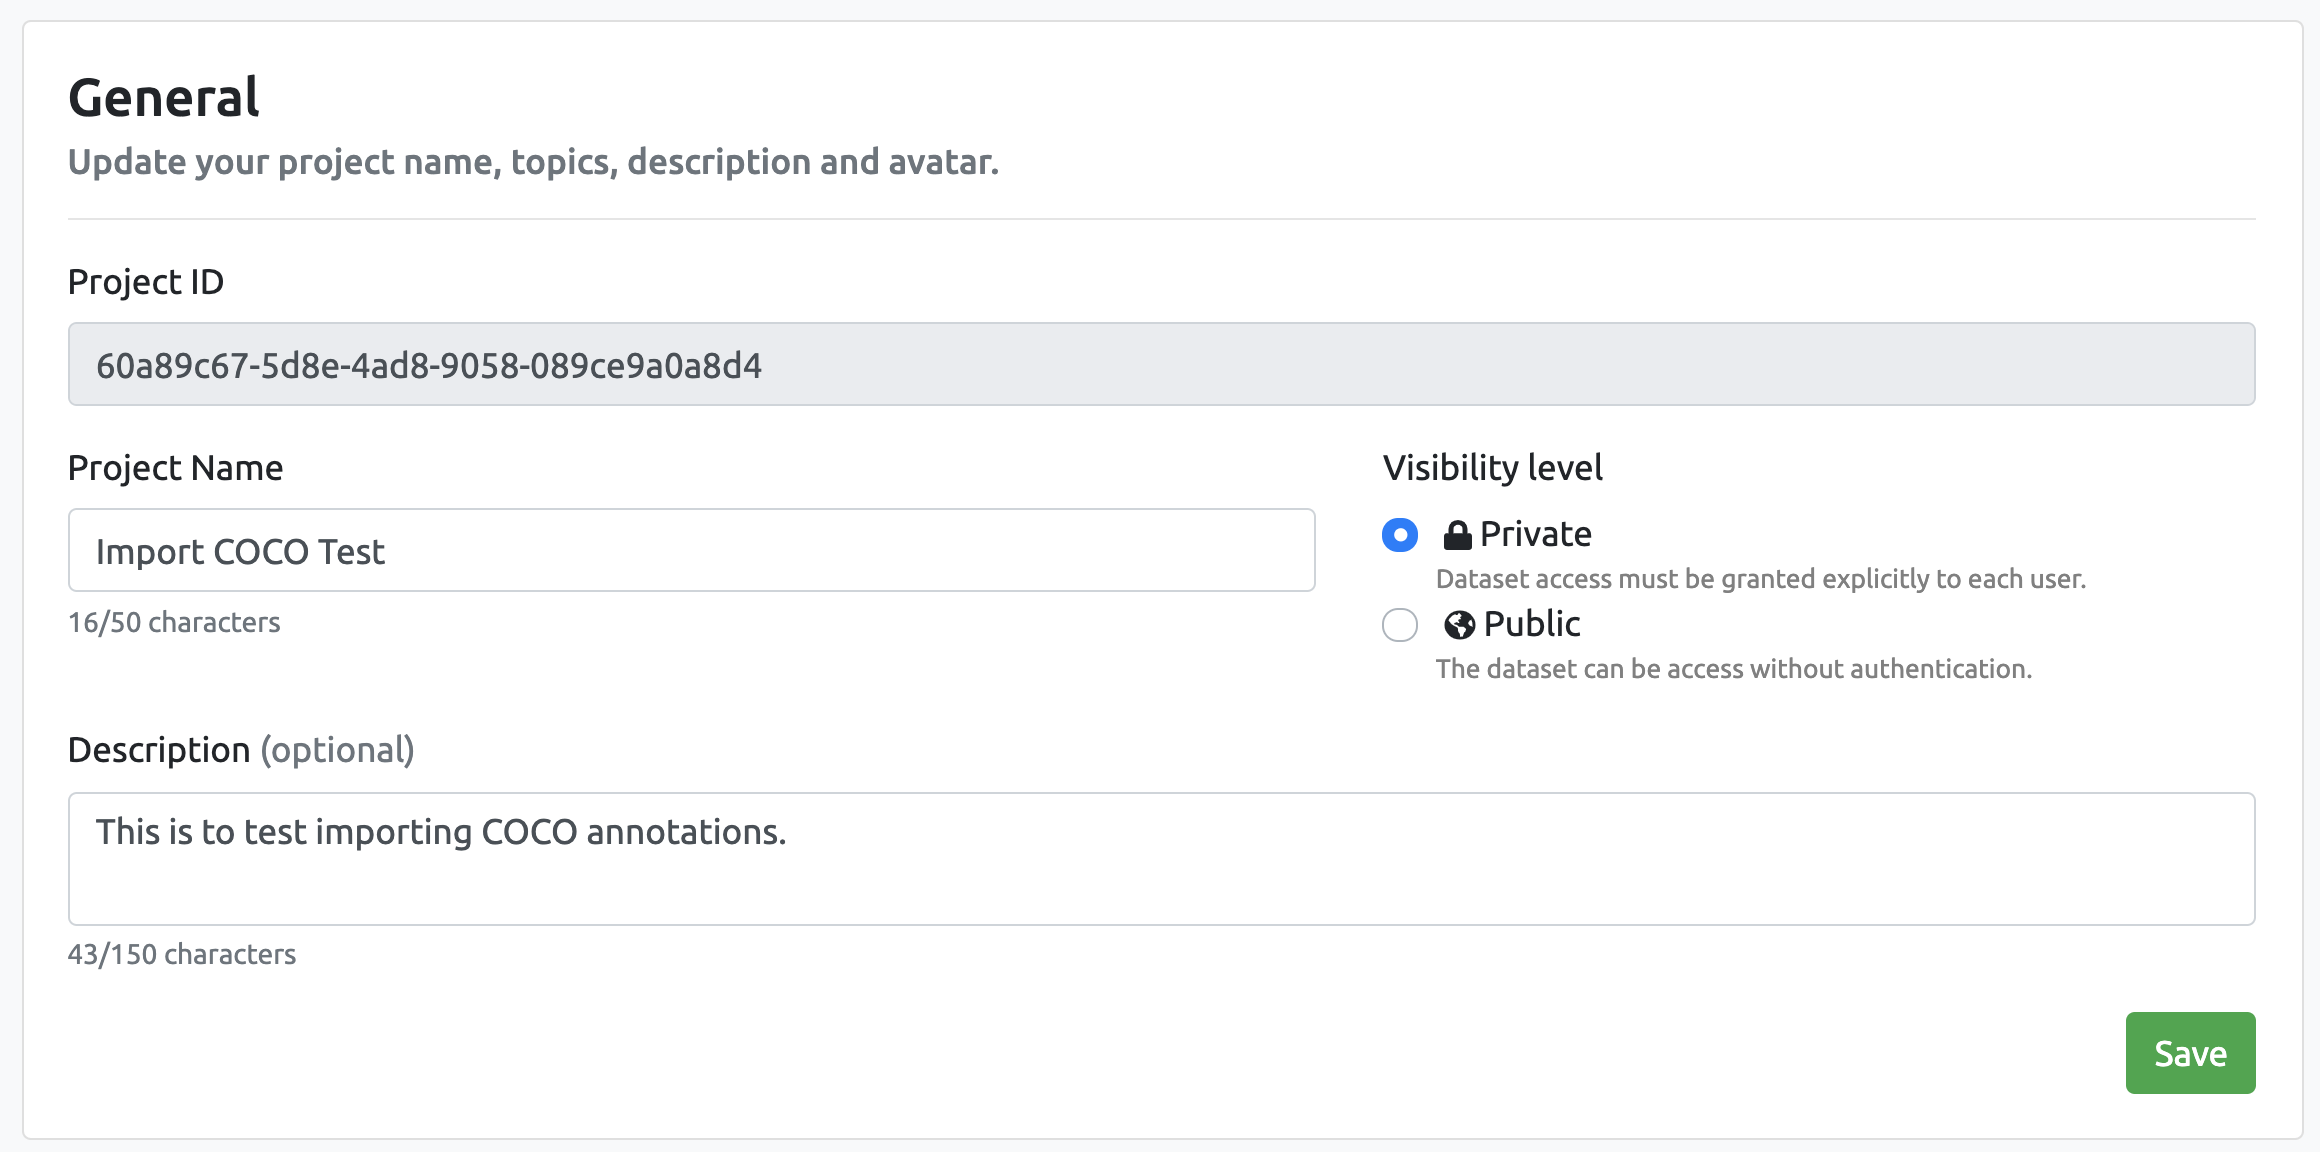 General
Update your project name, topics, description and avatar.
Project ID
60a89c67-5d8e-4ad8-9058-089ce9a0a8d4
Project Name
Import COCO Test
16/50 characters
Visibility level
Private
Dataset access must be granted explicitly to each user.
Public
The dataset can be access without authentication.
Description (optional)
This is to test importing COCO annotations.
43/150 characters
Save